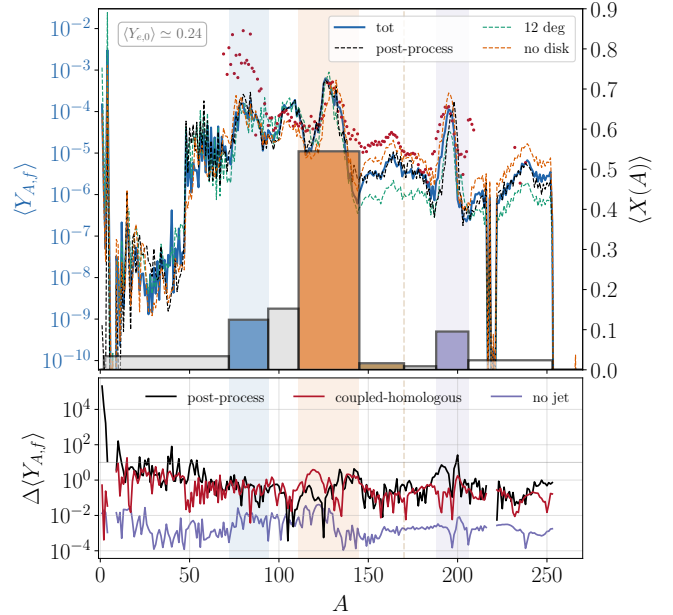 ⟨Y_{e,0}⟩ ≃ 0.24
tot
post-process
12 deg
no disk
10^{-2}
10^{-3}
10^{-4}
10^{-5}
10^{-6}
10^{-7}
10^{-8}
10^{-9}
10^{-10}
⟨Y_{A,f}⟩
0.9
0.8
0.7
0.6
0.5
0.4
0.3
0.2
0.1
0.0
⟨X(A)⟩
post-process
coupled-homologous
no jet
10^{4}
10^{2}
10^{0}
10^{-2}
10^{-4}
Δ⟨Y_{A,f}⟩
0 50 100 150 200 250
A